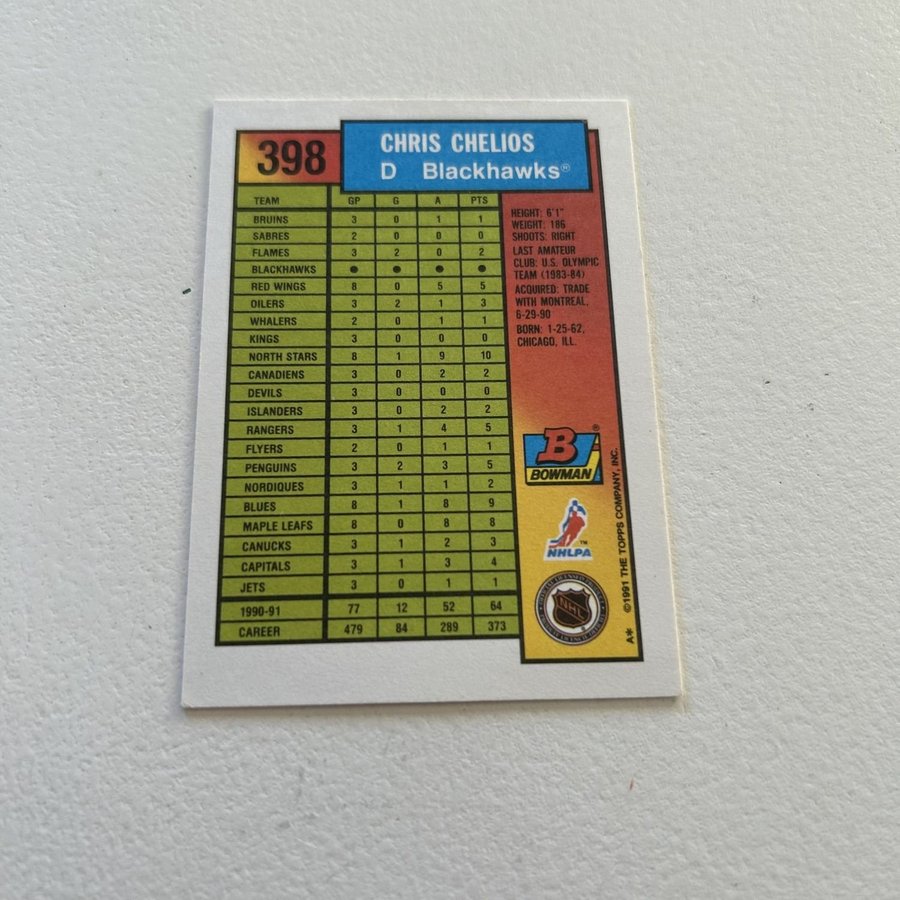 398
CHRIS CHELIOS
D Blackhawks®
TEAM GP G A PTS
BRUINS 3 0 1 1
SABRES 2 0 0 0
FLAMES 3 2 0 2
BLACKHAWKS ● ● ● ●
RED WINGS 8 0 5 5
OILERS 3 2 1 3
WHALERS 2 0 1 1
KINGS 3 0 0 0
NORTH STARS 8 1 9 10
CANADIENS 3 0 2 2
DEVILS 3 0 0 0
ISLANDERS 3 0 2 2
RANGERS 3 1 4 5
FLYERS 2 0 1 1
PENGUINS 3 2 3 5
NORDIQUES 3 1 1 2
BLUES 8 1 8 9
MAPLE LEAFS 8 0 8 8
CANUCKS 3 1 2 3
CAPITALS 3 1 3 4
JETS 3 0 1 1
1990-91 77 12 52 64
CAREER 479 84 289 373
HEIGHT: 6'1"
WEIGHT: 186
SHOOTS: RIGHT
LAST AMATEUR
CLUB: U.S. OLYMPIC
TEAM (1983-84)
ACQUIRED: TRADE
WITH MONTREAL,
6-29-90
BORN: 1-25-62,
CHICAGO, ILL.
B ®
BOWMAN
NHLPA ™
NHL
A* ©1991 THE TOPPS COMPANY, INC.